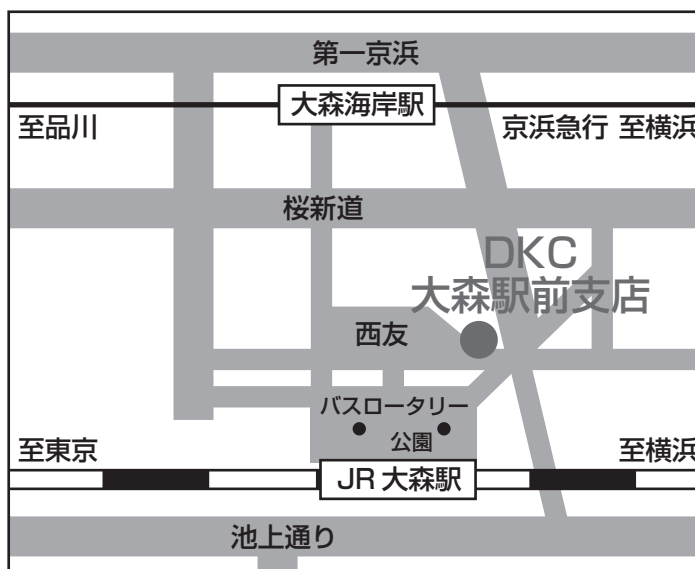 第一京浜
大森海岸駅
至品川
京浜急行 至横浜
桜新道
DKC
大森駅前支店
西友
バスロータリー
公園
至東京
至横浜
JR 大森駅
池上通り